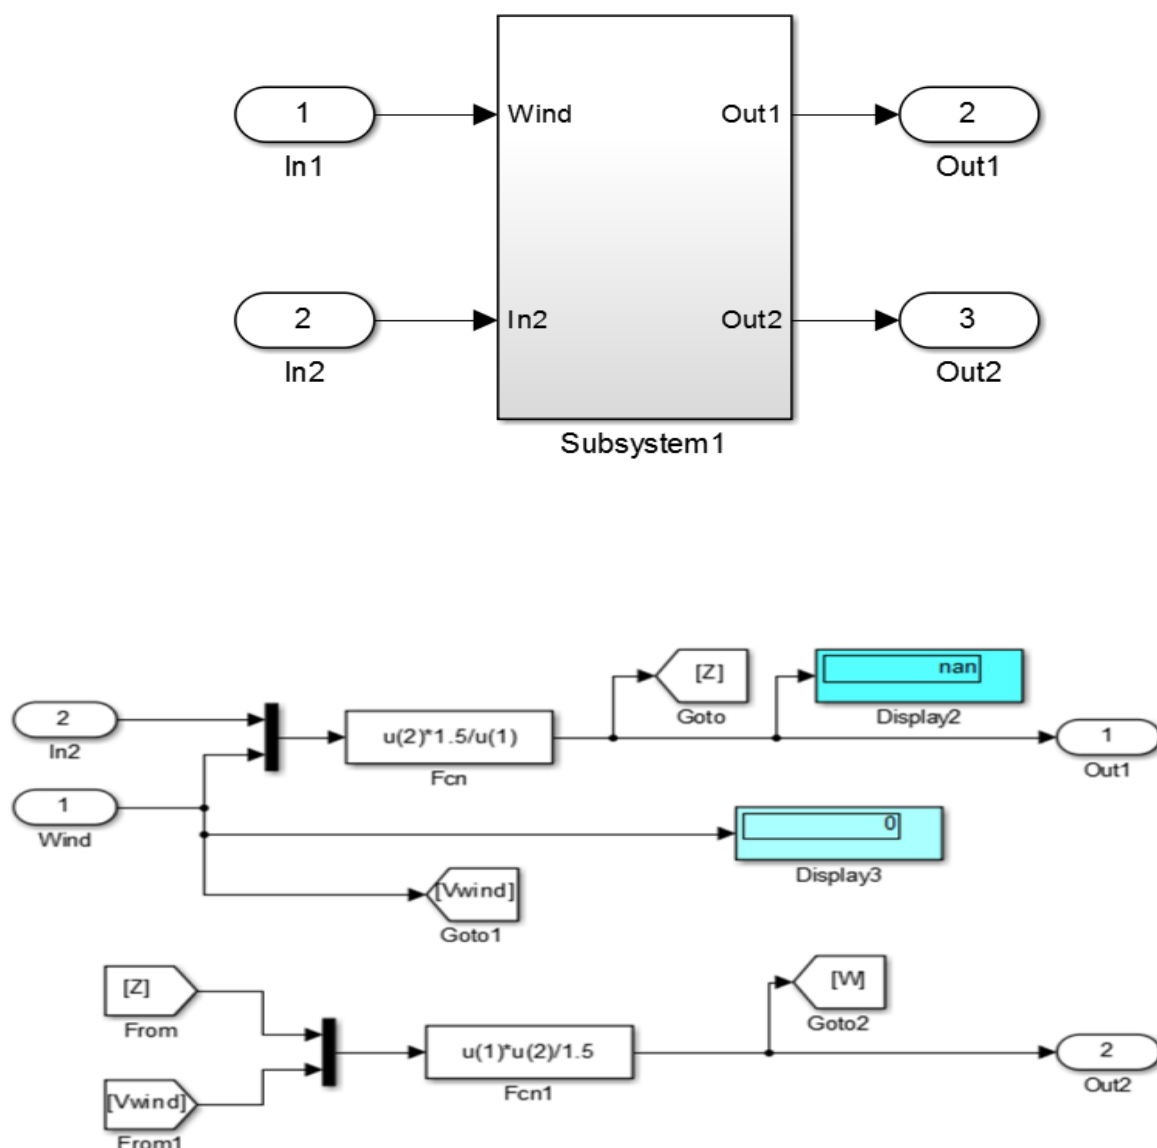 1
Wind
Out1
2
In1
Out1
2
In2
Out2
3
In2
Out2
Subsystem1
[Z]
nan
Goto
Display2
2
In2
u(2)*1.5/u(1)
Fcn
1
Out1
1
Wind
0
Display3
[Vwind]
Goto1
[Z]
From
[W]
Goto2
u(1)*u(2)/1.5
Fcn1
2
Out2
[Vwind]
From1